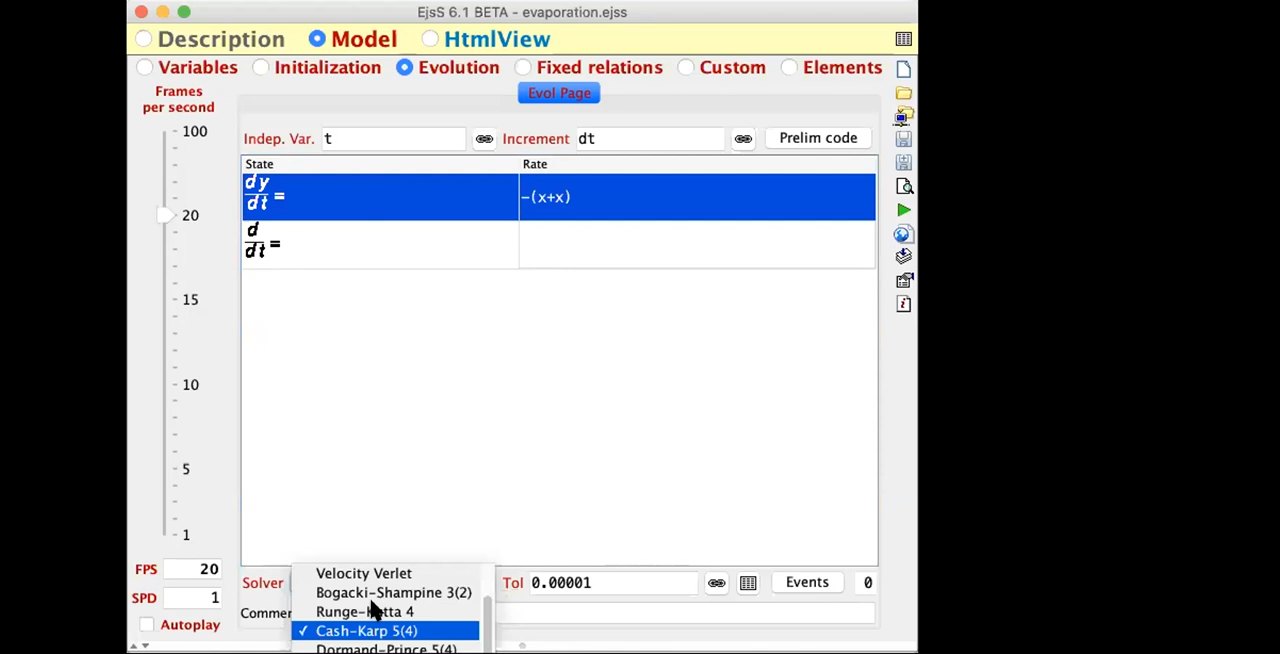 EjsS 6.1 BETA - evaporation.ejss
Description Model HtmlView
Variables Initialization Evolution Fixed relations Custom Elements
Frames
per second
Evol Page
100
Indep. Var. t Increment dt Prelim code
State Rate
dy
dt = -(x+x)
20
d
dt =
15
10
5
1
FPS 20
Velocity Verlet
Solver Tol 0.00001 Events 0
Bogacki-Shampine 3(2)
SPD 1
Commen
Runge-Kutta 4
Autoplay
✓ Cash-Karp 5(4)
Dormand-Prince 5(4)